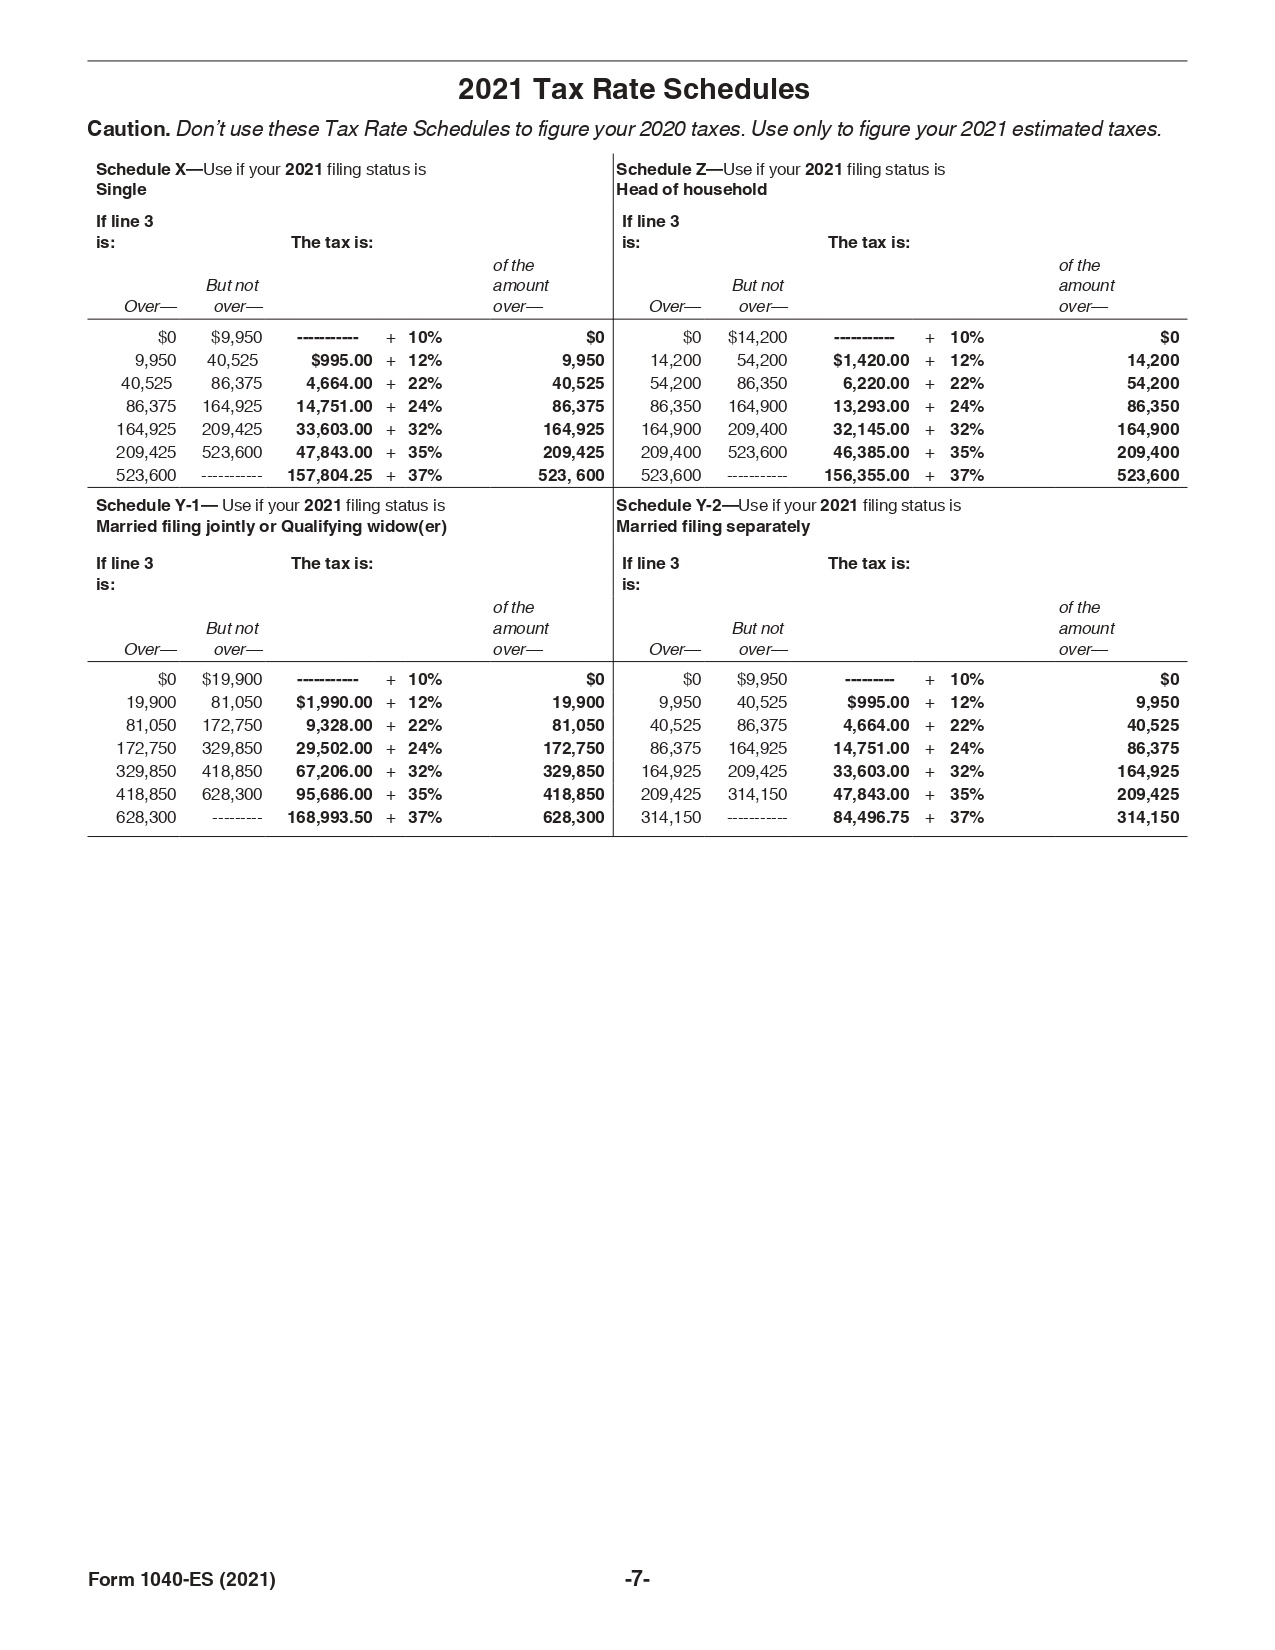 2021 Tax Rate Schedules
Caution. Don’t use these Tax Rate Schedules to figure your 2020 taxes. Use only to figure your 2021 estimated taxes.
Schedule X—Use if your 2021 filing status is
Single
If line 3
is: The tax is:
of the
But not amount
Over— over— over—
$0 $9,950 ----------- + 10% $0
9,950 40,525 $995.00 + 12% 9,950
40,525 86,375 4,664.00 + 22% 40,525
86,375 164,925 14,751.00 + 24% 86,375
164,925 209,425 33,603.00 + 32% 164,925
209,425 523,600 47,843.00 + 35% 209,425
523,600 ----------- 157,804.25 + 37% 523, 600
Schedule Z—Use if your 2021 filing status is
Head of household
If line 3
is: The tax is:
of the
But not amount
Over— over— over—
$0 $14,200 ----------- + 10% $0
14,200 54,200 $1,420.00 + 12% 14,200
54,200 86,350 6,220.00 + 22% 54,200
86,350 164,900 13,293.00 + 24% 86,350
164,900 209,400 32,145.00 + 32% 164,900
209,400 523,600 46,385.00 + 35% 209,400
523,600 ----------- 156,355.00 + 37% 523,600
Schedule Y-1— Use if your 2021 filing status is
Married filing jointly or Qualifying widow(er)
If line 3 The tax is:
is:
of the
But not amount
Over— over— over—
$0 $19,900 ----------- + 10% $0
19,900 81,050 $1,990.00 + 12% 19,900
81,050 172,750 9,328.00 + 22% 81,050
172,750 329,850 29,502.00 + 24% 172,750
329,850 418,850 67,206.00 + 32% 329,850
418,850 628,300 95,686.00 + 35% 418,850
628,300 --------- 168,993.50 + 37% 628,300
Schedule Y-2—Use if your 2021 filing status is
Married filing separately
If line 3 The tax is:
is:
of the
But not amount
Over— over— over—
$0 $9,950 --------- + 10% $0
9,950 40,525 $995.00 + 12% 9,950
40,525 86,375 4,664.00 + 22% 40,525
86,375 164,925 14,751.00 + 24% 86,375
164,925 209,425 33,603.00 + 32% 164,925
209,425 314,150 47,843.00 + 35% 209,425
314,150 ----------- 84,496.75 + 37% 314,150
Form 1040-ES (2021) -7-